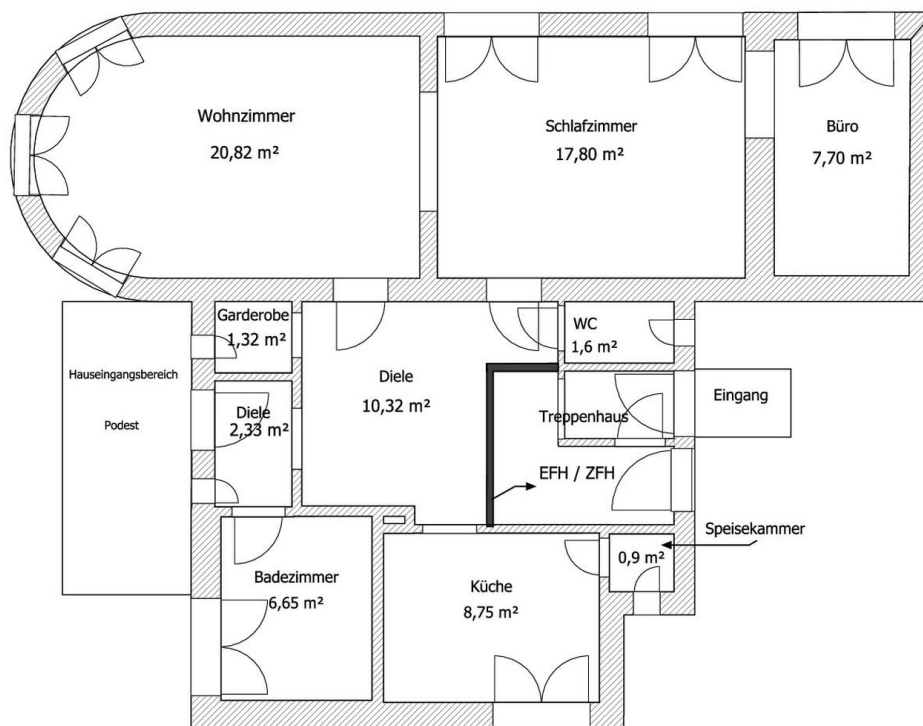 Wohnzimmer
20,82 m²
Schlafzimmer
17,80 m²
Büro
7,70 m²
Garderobe
1,32 m²
WC
1,6 m²
Hauseingangsbereich
Podest
Diele
10,32 m²
Diele
2,33 m²
Treppenhaus
Eingang
EFH / ZFH
Speisekammer
0,9 m²
Badezimmer
6,65 m²
Küche
8,75 m²